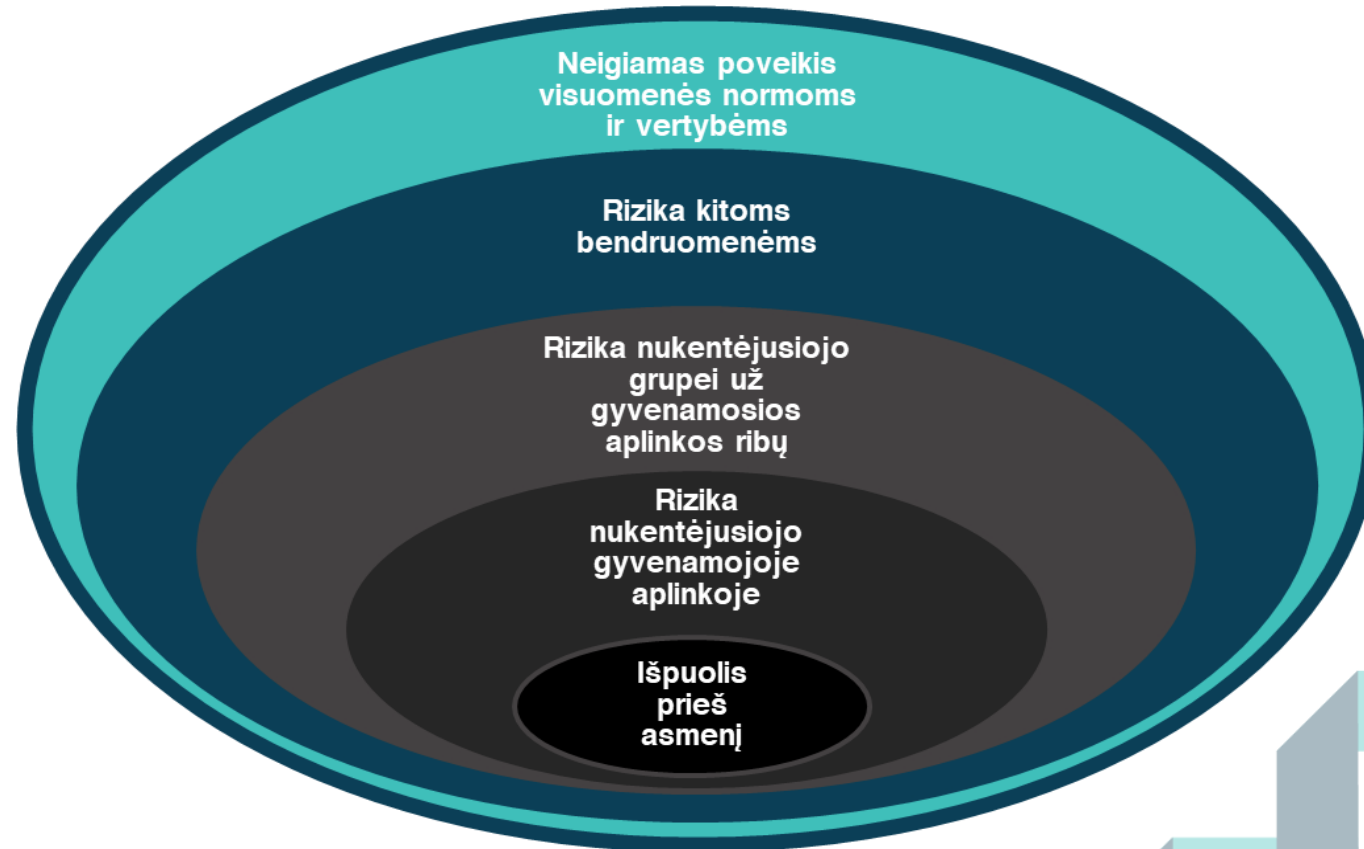 Neigiamas poveikis
visuomenės normoms
ir vertybėms
Rizika kitoms
bendruomenėms
Rizika nukentėjusiojo
grupei už
gyvenamosios
aplinkos ribų
Rizika
nukentėjusiojo
gyvenamojoje
aplinkoje
Išpuolis
prieš
asmenį